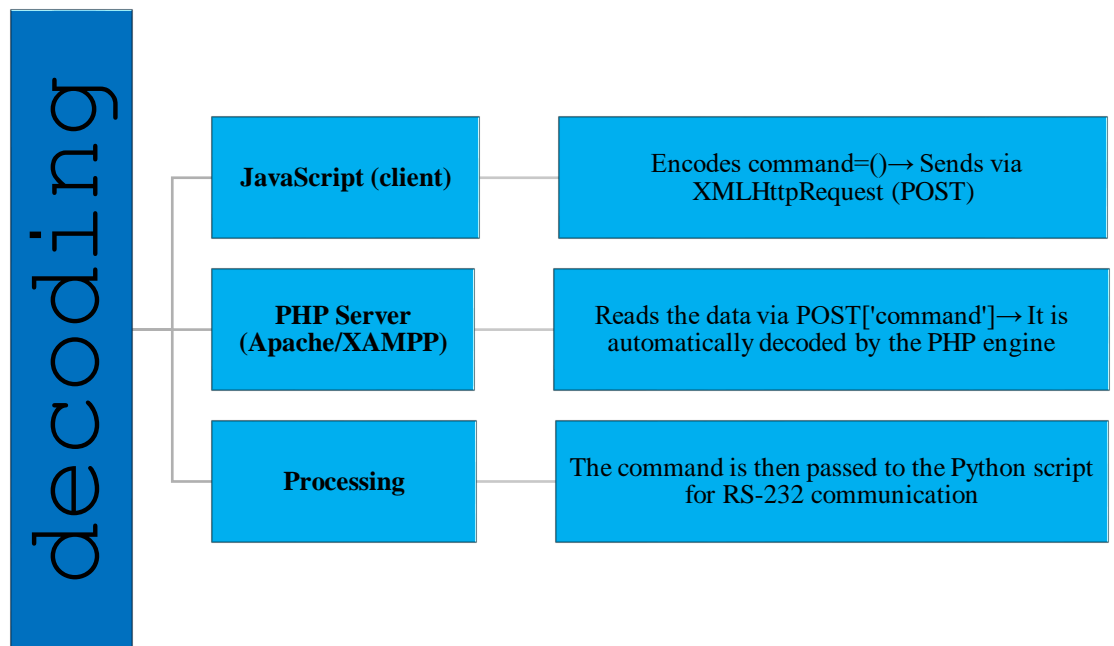 decoding
JavaScript (client)
Encodes command=()→ Sends via
XMLHttpRequest (POST)
PHP Server
(Apache/XAMPP)
Reads the data via POST['command']→ It is
automatically decoded by the PHP engine
Processing
The command is then passed to the Python script
for RS-232 communication